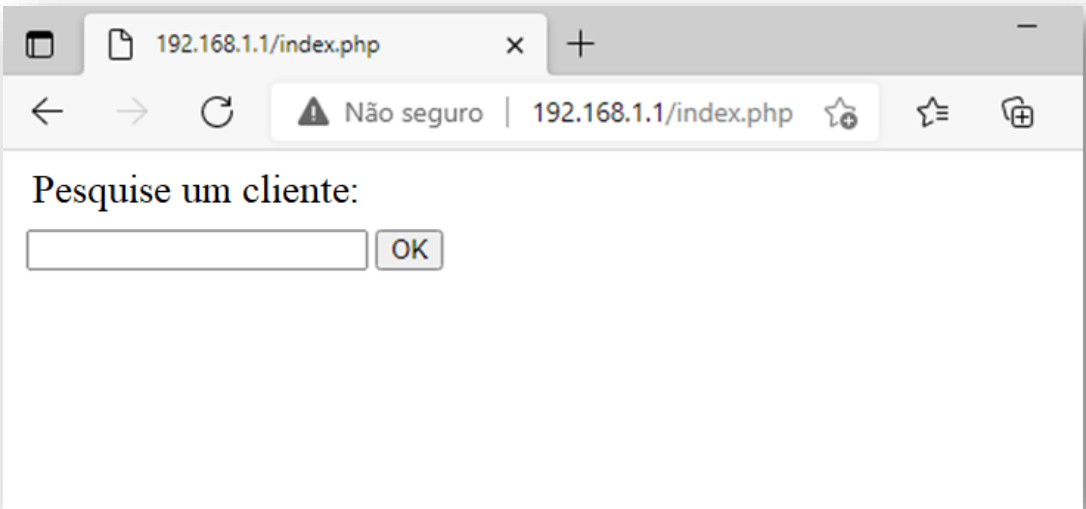 192.168.1.1/index.php
Não seguro | 192.168.1.1/index.php
Pesquise um cliente:
OK